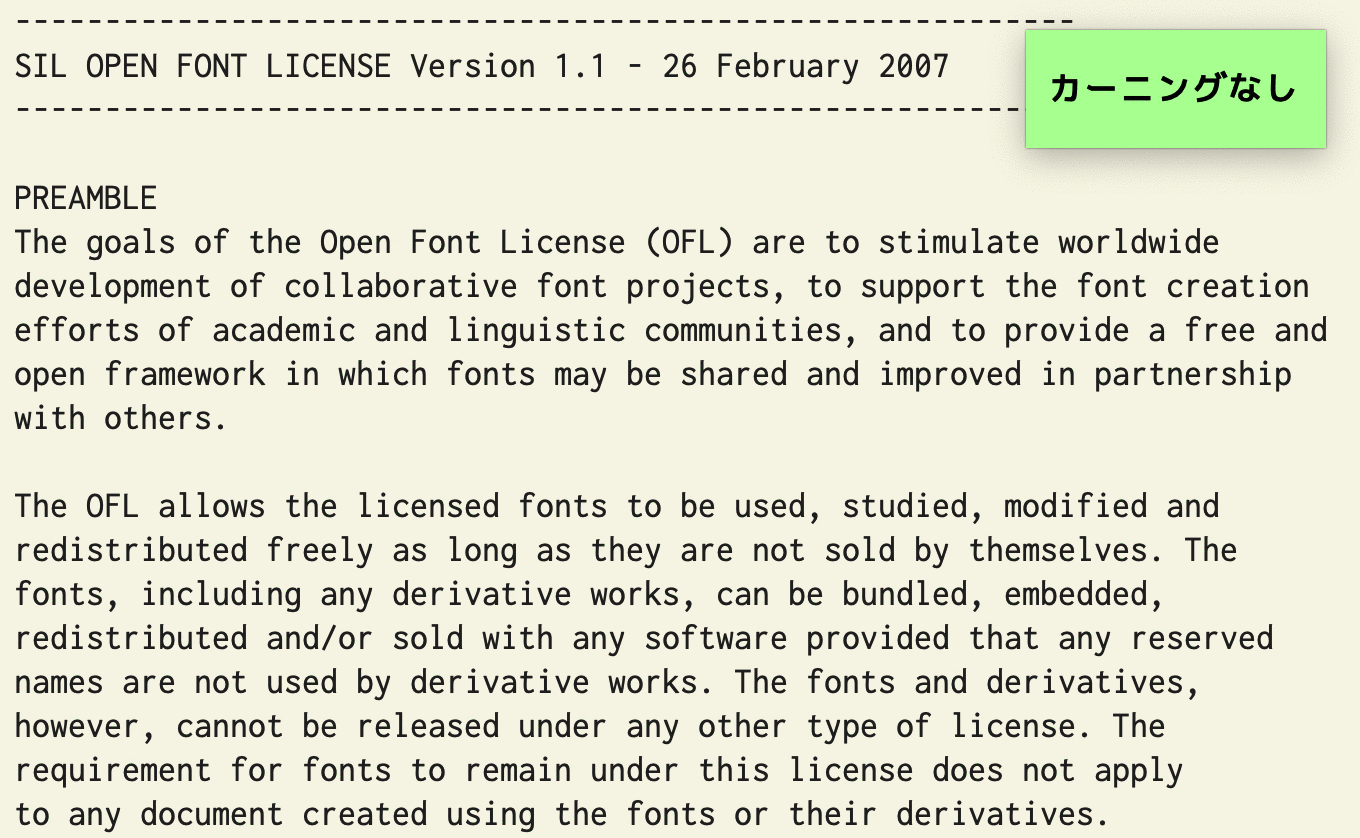 -----------------------------------------------------------
SIL OPEN FONT LICENSE Version 1.1 - 26 February 2007
---------------------------------------------------------
カーニングなし
PREAMBLE
The goals of the Open Font License (OFL) are to stimulate worldwide
development of collaborative font projects, to support the font creation
efforts of academic and linguistic communities, and to provide a free and
open framework in which fonts may be shared and improved in partnership
with others.
The OFL allows the licensed fonts to be used, studied, modified and
redistributed freely as long as they are not sold by themselves. The
fonts, including any derivative works, can be bundled, embedded,
redistributed and/or sold with any software provided that any reserved
names are not used by derivative works. The fonts and derivatives,
however, cannot be released under any other type of license. The
requirement for fonts to remain under this license does not apply
to any document created using the fonts or their derivatives.